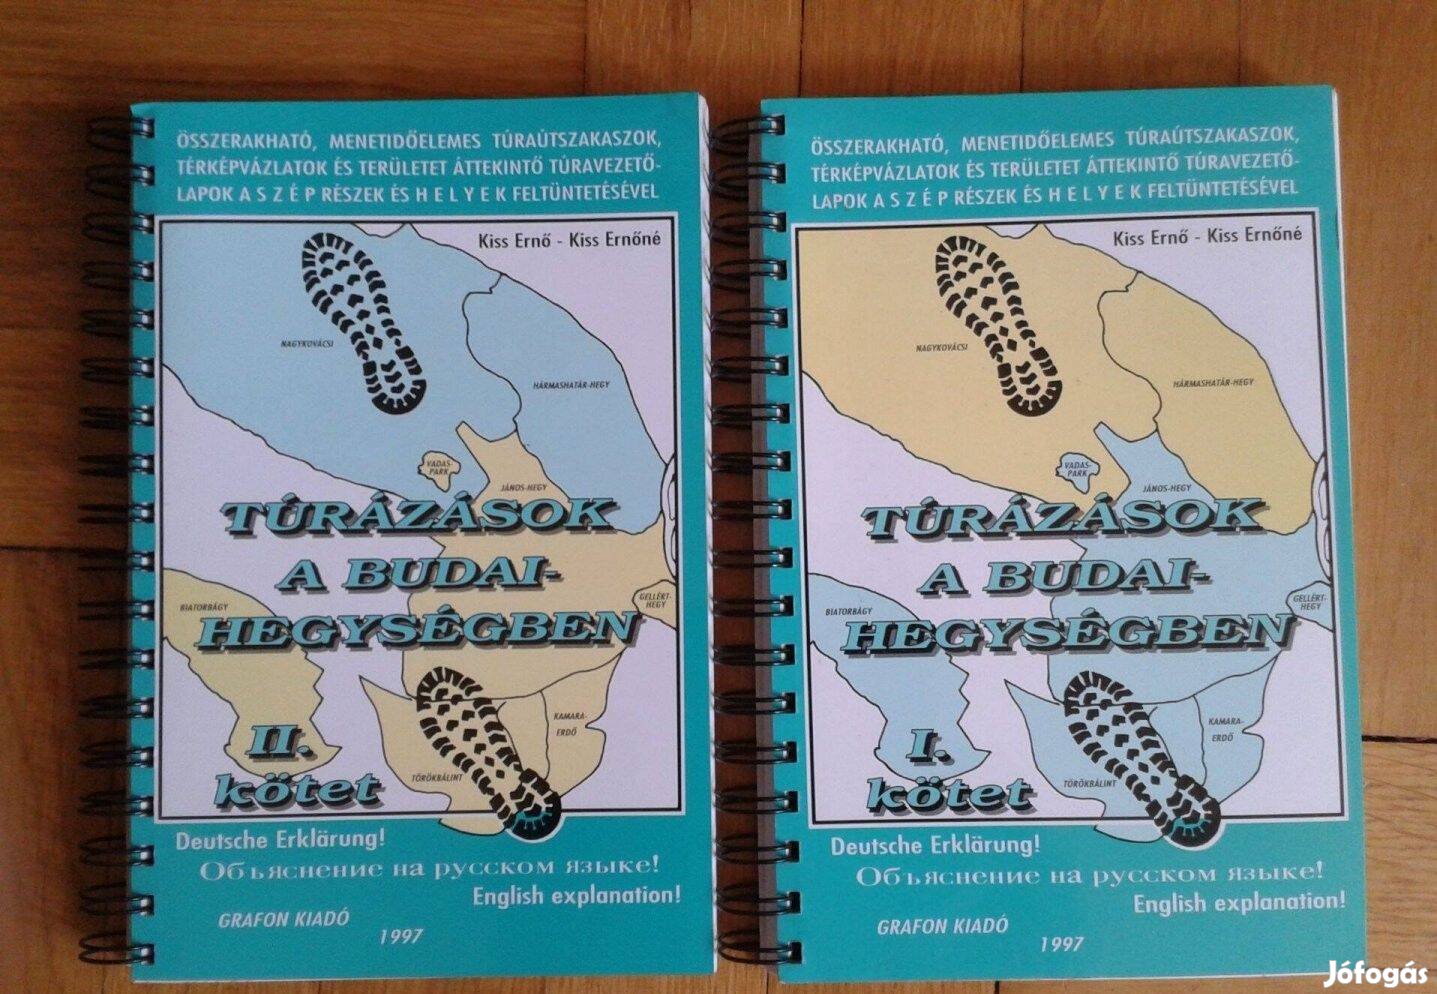 ÖSSZERAKHATÓ, MENETIDŐELEMES TÚRAÚTSZAKASZOK,
TÉRKÉPVÁZLATOK ÉS TERÜLETET ÁTTEKINTŐ TÚRAVEZETŐ-
LAPOK A S Z É P RÉSZEK ÉS H E L Y E K FELTÜNTETÉSÉVEL
Kiss Ernő - Kiss Ernőné
NAGYKOVÁCSI
HÁRMASHATÁR-HEGY
VADAS-
PARK
JÁNOS-HEGY
TÚRÁZÁSOK
A BUDAI-
HEGYSÉGBEN
BIATORBÁGY
GELLÉRT-
HEGY
KAMARA-
ERDŐ
TÖRÖKBÁLINT
II.
kötet
Deutsche Erklärung!
Объяснение на русском языке!
English explanation!
GRAFON KIADÓ
1997
ÖSSZERAKHATÓ, MENETIDŐELEMES TÚRAÚTSZAKASZOK,
TÉRKÉPVÁZLATOK ÉS TERÜLETET ÁTTEKINTŐ TÚRAVEZETŐ-
LAPOK A S Z É P RÉSZEK ÉS H E L Y E K FELTÜNTETÉSÉVEL
Kiss Ernő - Kiss Ernőné
NAGYKOVÁCSI
HÁRMASHATÁR-HEGY
VADAS-
PARK
JÁNOS-HEGY
TÚRÁZÁSOK
A BUDAI-
HEGYSÉGBEN
BIATORBÁGY
GELLÉRT-
HEGY
KAMARA-
ERDŐ
TÖRÖKBÁLINT
I.
kötet
Deutsche Erklärung!
Объяснение на русском языке!
English explanation!
GRAFON KIADÓ
1997
Jófogás